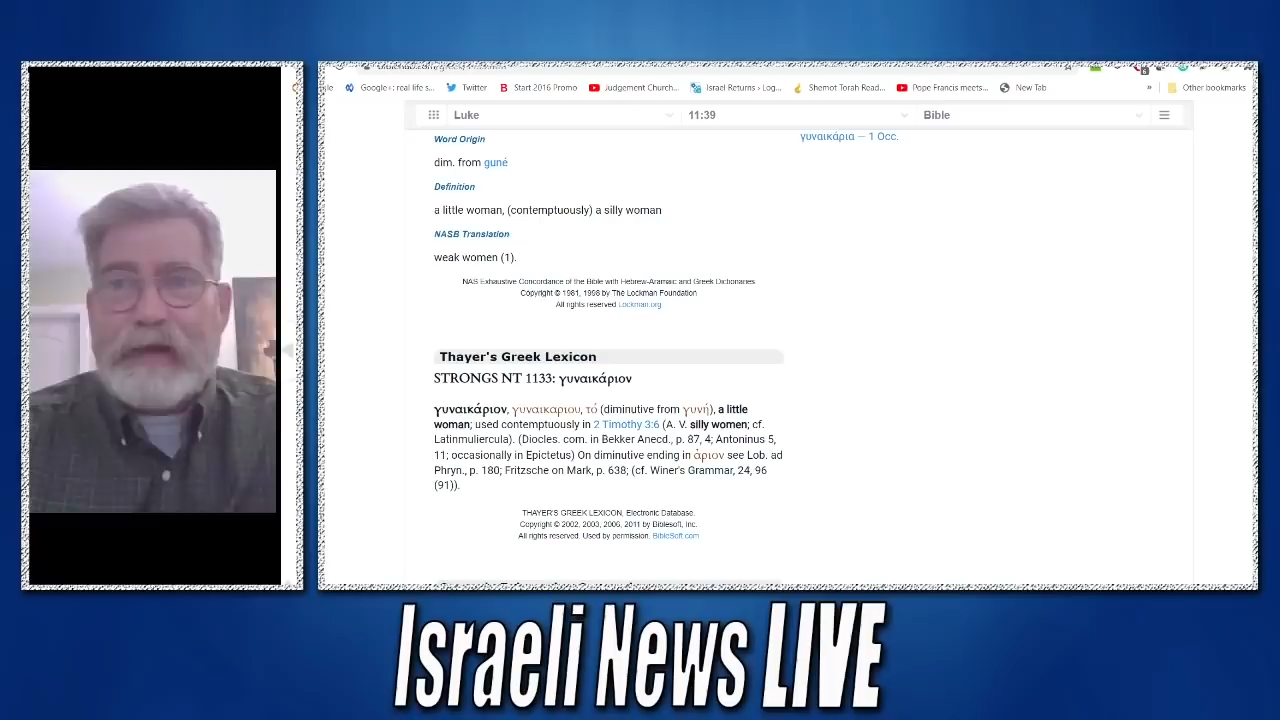 Google+: real life s...
Twitter
Start 2016 Promo
Judgement Church...
Israel Returns › Log...
Shemot Torah Read...
Pope Francis meets...
New Tab
»
Other bookmarks
Luke
11:39
Bible
Word Origin
γυναικάρια — 1 Occ.
dim. from guné
Definition
a little woman, (contemptuously) a silly woman
NASB Translation
weak women (1).
NAS Exhaustive Concordance of the Bible with Hebrew-Aramaic and Greek Dictionaries
Copyright © 1981, 1998 by The Lockman Foundation
All rights reserved Lockman.org
Thayer's Greek Lexicon
STRONGS NT 1133: γυναικάριον
γυναικάριον, γυναικαρίου, τό (diminutive from γυνή), a little
woman, used contemptuously in 2 Timothy 3:6 (A. V. silly women; cf.
Latinmuliercula). (Diocles. com. in Bekker Anecd., p. 87, 4; Antoninus 5,
11; occasionally in Epictetus) On diminutive ending in άριον see Lob. ad
Phryn., p. 180; Fritzsche on Mark, p. 638; (cf. Winer's Grammar, 24, 96
(91)).
THAYER'S GREEK LEXICON, Electronic Database.
Copyright © 2002, 2003, 2006, 2011 by Biblesoft, Inc.
All rights reserved. Used by permission. BibleSoft.com
Israeli News LIVE